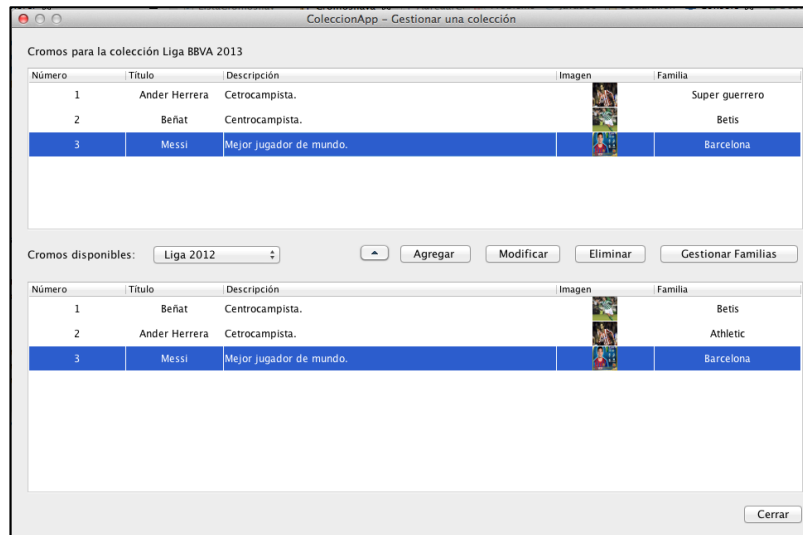 ColeccionApp – Gestionar una colección
Cromos para la colección Liga BBVA 2013
Número Título Descripción Imagen Familia
1 Ander Herrera Cetrocampista. Super guerrero
2 Beñat Centrocampista. Betis
3 Messi Mejor jugador de mundo. Barcelona
Cromos disponibles: Liga 2012 Agregar Modificar Eliminar Gestionar Familias
Número Título Descripción Imagen Familia
1 Beñat Centrocampista. Betis
2 Ander Herrera Cetrocampista. Athletic
3 Messi Mejor jugador de mundo. Barcelona
Cerrar